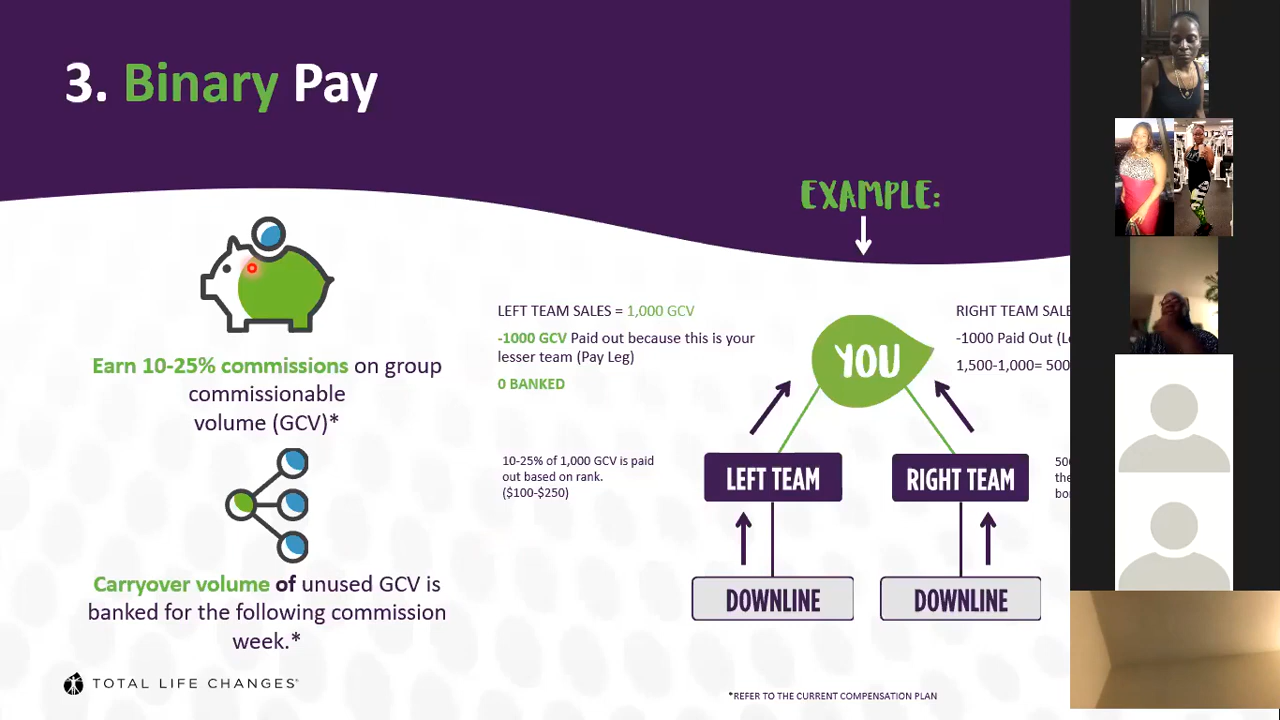 3. Binary Pay
EXAMPLE:
Earn 10-25% commissions on group
commissionable
volume (GCV)*
Carryover volume of unused GCV is
banked for the following commission
week.*
LEFT TEAM SALES = 1,000 GCV
-1000 GCV Paid out because this is your
lesser team (Pay Leg)
0 BANKED
10-25% of 1,000 GCV is paid
out based on rank.
($100-$250)
YOU
RIGHT TEAM
-1000 Paid Out
1,500-1,000= 500
LEFT TEAM
RIGHT TEAM
DOWNLINE
DOWNLINE
TOTAL LIFE CHANGES®
*REFER TO THE CURRENT COMPENSATION PLAN